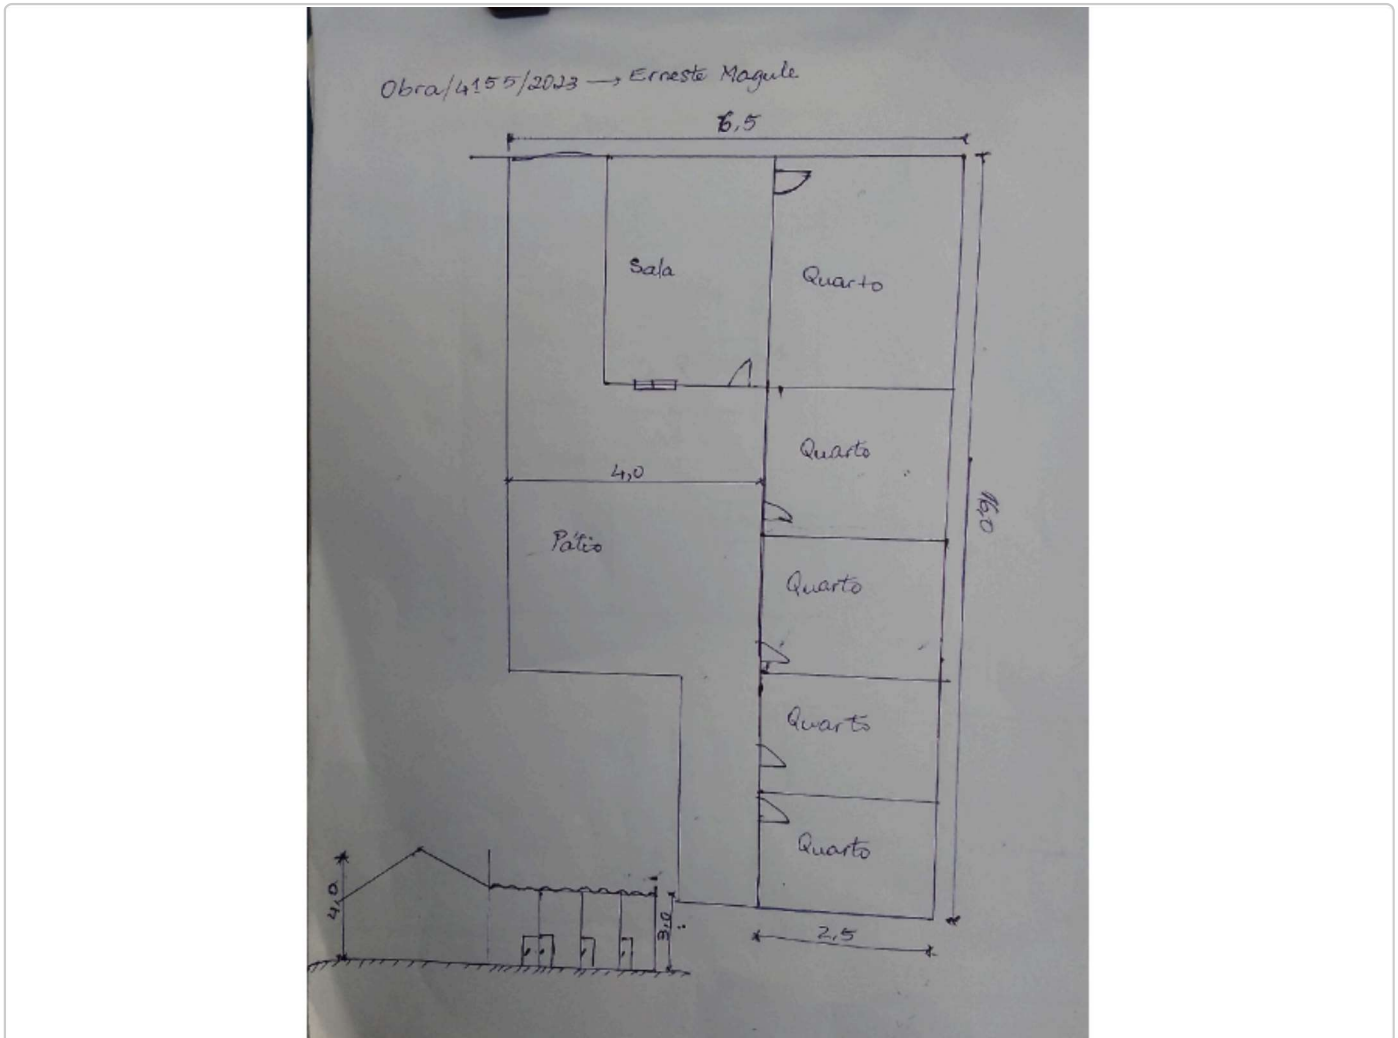 Obra/4155/2023 → Erneste Magule
6,5
Sala
Quarto
Quarto
4,0
16,0
Pátio
Quarto
Quarto
Quarto
4,0
3,0
2,5